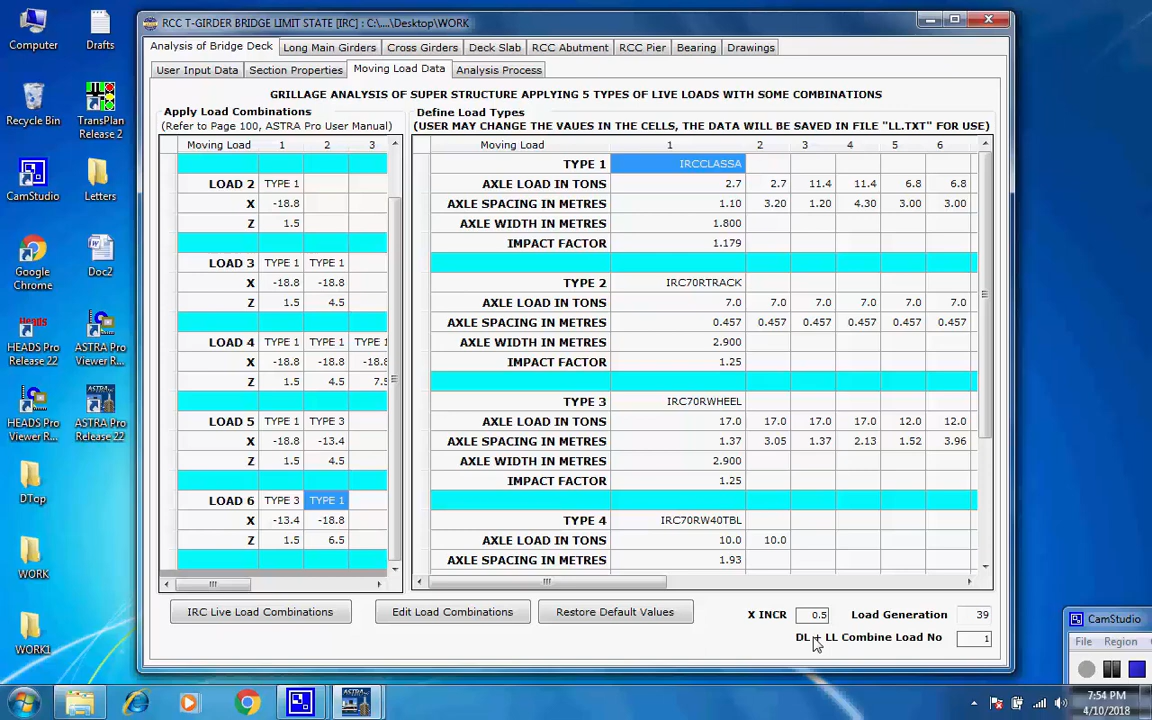 RCC T-GIRDER BRIDGE LIMIT STATE [IRC] : C:\....\Desktop\WORK
Analysis of Bridge Deck Long Main Girders Cross Girders Deck Slab RCC Abutment RCC Pier Bearing Drawings
User Input Data Section Properties Moving Load Data Analysis Process
GRILLAGE ANALYSIS OF SUPER STRUCTURE APPLYING 5 TYPES OF LIVE LOADS WITH SOME COMBINATIONS
Apply Load Combinations
(Refer to Page 100, ASTRA Pro User Manual)
Moving Load 1 2 3
LOAD 2 TYPE 1
X -18.8
Z 1.5
LOAD 3 TYPE 1 TYPE 1
X -18.8 -18.8
Z 1.5 4.5
LOAD 4 TYPE 1 TYPE 1 TYPE 1
X -18.8 -18.8 -18.8
Z 1.5 4.5 7.5
LOAD 5 TYPE 1 TYPE 3
X -18.8 -13.4
Z 1.5 4.5
LOAD 6 TYPE 3 TYPE 1
X -13.4 -18.8
Z 1.5 6.5
Define Load Types
(USER MAY CHANGE THE VAUES IN THE CELLS, THE DATA WILL BE SAVED IN FILE "LL.TXT" FOR USE)
Moving Load 1 2 3 4 5 6
TYPE 1 IRCCLASSA
AXLE LOAD IN TONS 2.7 2.7 11.4 11.4 6.8 6.8
AXLE SPACING IN METRES 1.10 3.20 1.20 4.30 3.00 3.00
AXLE WIDTH IN METRES 1.800
IMPACT FACTOR 1.179
TYPE 2 IRC70RTRACK
AXLE LOAD IN TONS 7.0 7.0 7.0 7.0 7.0 7.0
AXLE SPACING IN METRES 0.457 0.457 0.457 0.457 0.457 0.457
AXLE WIDTH IN METRES 2.900
IMPACT FACTOR 1.25
TYPE 3 IRC70RWHEEL
AXLE LOAD IN TONS 17.0 17.0 17.0 17.0 12.0 12.0
AXLE SPACING IN METRES 1.37 3.05 1.37 2.13 1.52 3.96
AXLE WIDTH IN METRES 2.900
IMPACT FACTOR 1.25
TYPE 4 IRC70RW40TBL
AXLE LOAD IN TONS 10.0 10.0
AXLE SPACING IN METRES 1.93
IRC Live Load Combinations Edit Load Combinations Restore Default Values
X INCR 0.5 Load Generation 39
DL + LL Combine Load No 1
Computer
Drafts
Recycle Bin
TransPlan
Release 2
CamStudio
Letters
Google
Chrome
Doc2
HEADS Pro
Release 22
ASTRA Pro
Viewer R...
HEADS Pro
Viewer R...
ASTRA Pro
Release 22
DTop
WORK
WORK1
CamStudio
File Region
7:54 PM
4/10/2018